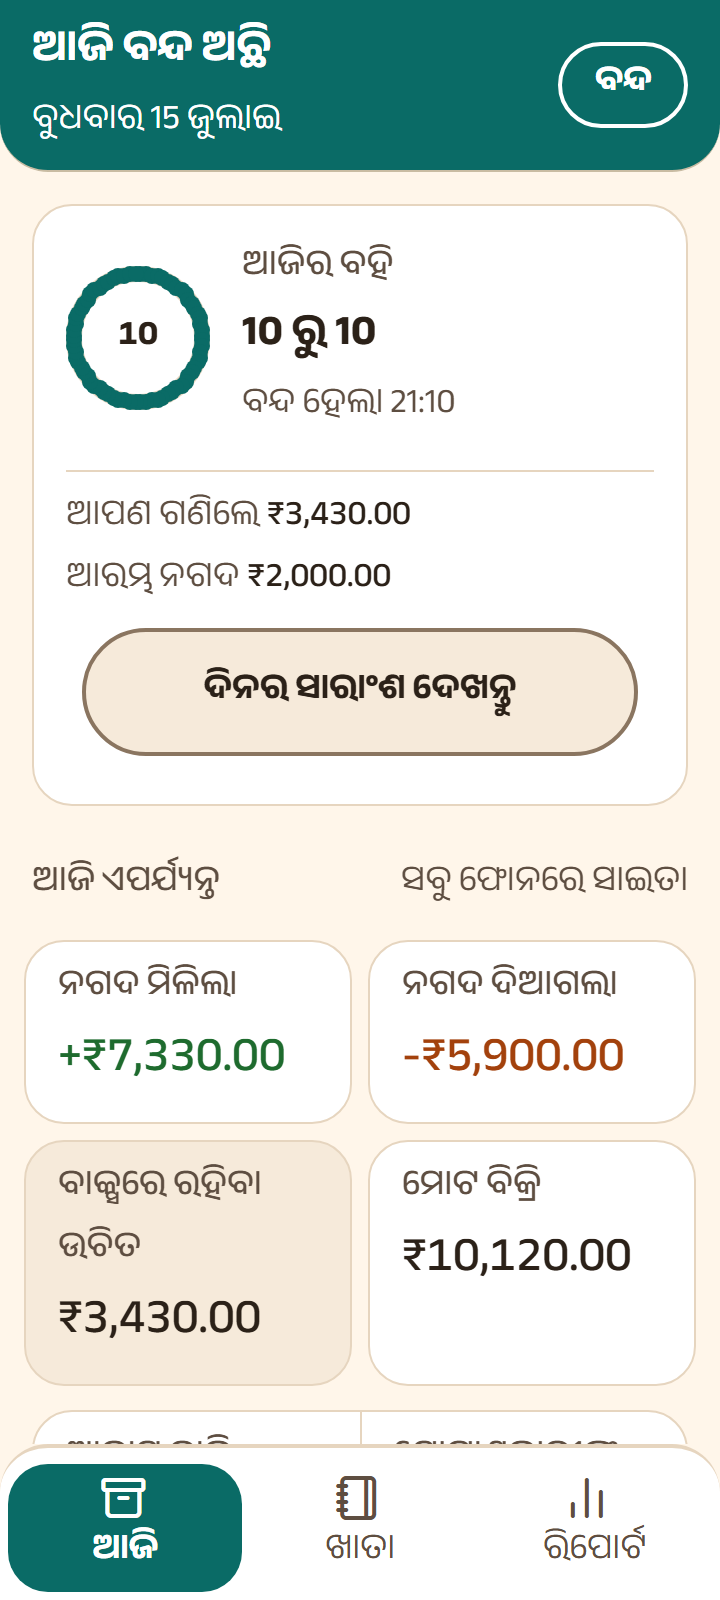 ଆଜି ବନ୍ଦ ଅଛି
ବନ୍ଦ
ବୁଧବାର 15 ଜୁଲାଇ
ଆଜିର ବହି
10
10 ରୁ 10
ବନ୍ଦ ହେଲା 21:10
ଆପଣ ଗଣିଲେ ₹3,430.00
ଆରମ୍ଭ ନଗଦ ₹2,000.00
ଦିନର ସାରାଂଶ ଦେଖନ୍ତୁ
ଆଜି ଏପର୍ଯ୍ୟନ୍ତ
ସବୁ ଫୋନରେ ସାଇତା
ନଗଦ ମିଳିଲା
ନଗଦ ଦିଆଗଲା
+₹7,330.00
-₹5,900.00
ବାକ୍ସରେ ରହିବା
ଉଚିତ
₹3,430.00
ମୋଟ ବିକ୍ରି
₹10,120.00
ଆଜି
ଖାତା
ରିପୋର୍ଟ